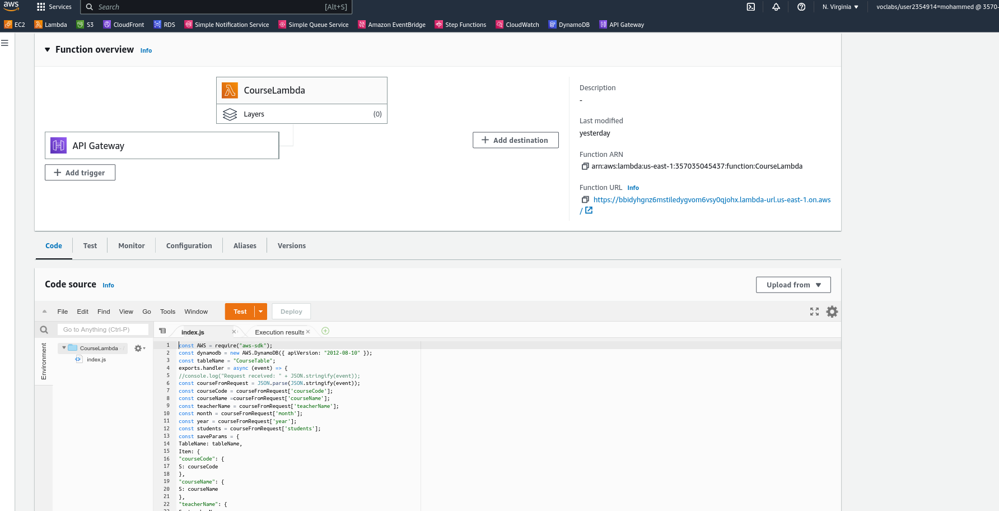 aws
Services
Search
[Alt+S]
N. Virginia
voclabs/user2354914=mohammed @ 3570-
EC2
Lambda
S3
CloudFront
RDS
Simple Notification Service
Simple Queue Service
Amazon EventBridge
Step Functions
CloudWatch
DynamoDB
API Gateway
Function overview Info
CourseLambda
Layers (0)
API Gateway
+ Add trigger
+ Add destination
Description
-
Last modified
yesterday
Function ARN
arn:aws:lambda:us-east-1:357035045437:function:CourseLambda
Function URL Info
https://bbidyhgnz6mstiledygvom6vsy0qjohx.lambda-url.us-east-1.on.aws
/
Code
Test
Monitor
Configuration
Aliases
Versions
Code source Info
Upload from
File Edit Find View Go Tools Window
Test
Deploy
Go to Anything (Ctrl-P)
index.js
Execution results
Environment
CourseLambda - /
index.js
1 const AWS = require("aws-sdk");
2 const dynamodb = new AWS.DynamoDB({ apiVersion: "2012-08-10" });
3 const tableName = "CourseTable";
4 exports.handler = async (event) => {
5 //console.log("Request received: " + JSON.stringify(event));
6 const courseFromRequest = JSON.parse(JSON.stringify(event));
7 const courseCode = courseFromRequest['courseCode'];
8 const courseName =courseFromRequest['courseName'];
9 const teacherName = courseFromRequest['teacherName'];
10 const month = courseFromRequest['month'];
11 const year = courseFromRequest['year'];
12 const students = courseFromRequest['students'];
13 const saveParams = {
14 TableName: tableName,
15 Item: {
16 "courseCode": {
17 S: courseCode
18 },
19 "courseName": {
20 S: courseName
21 },
22 "teacherName": {